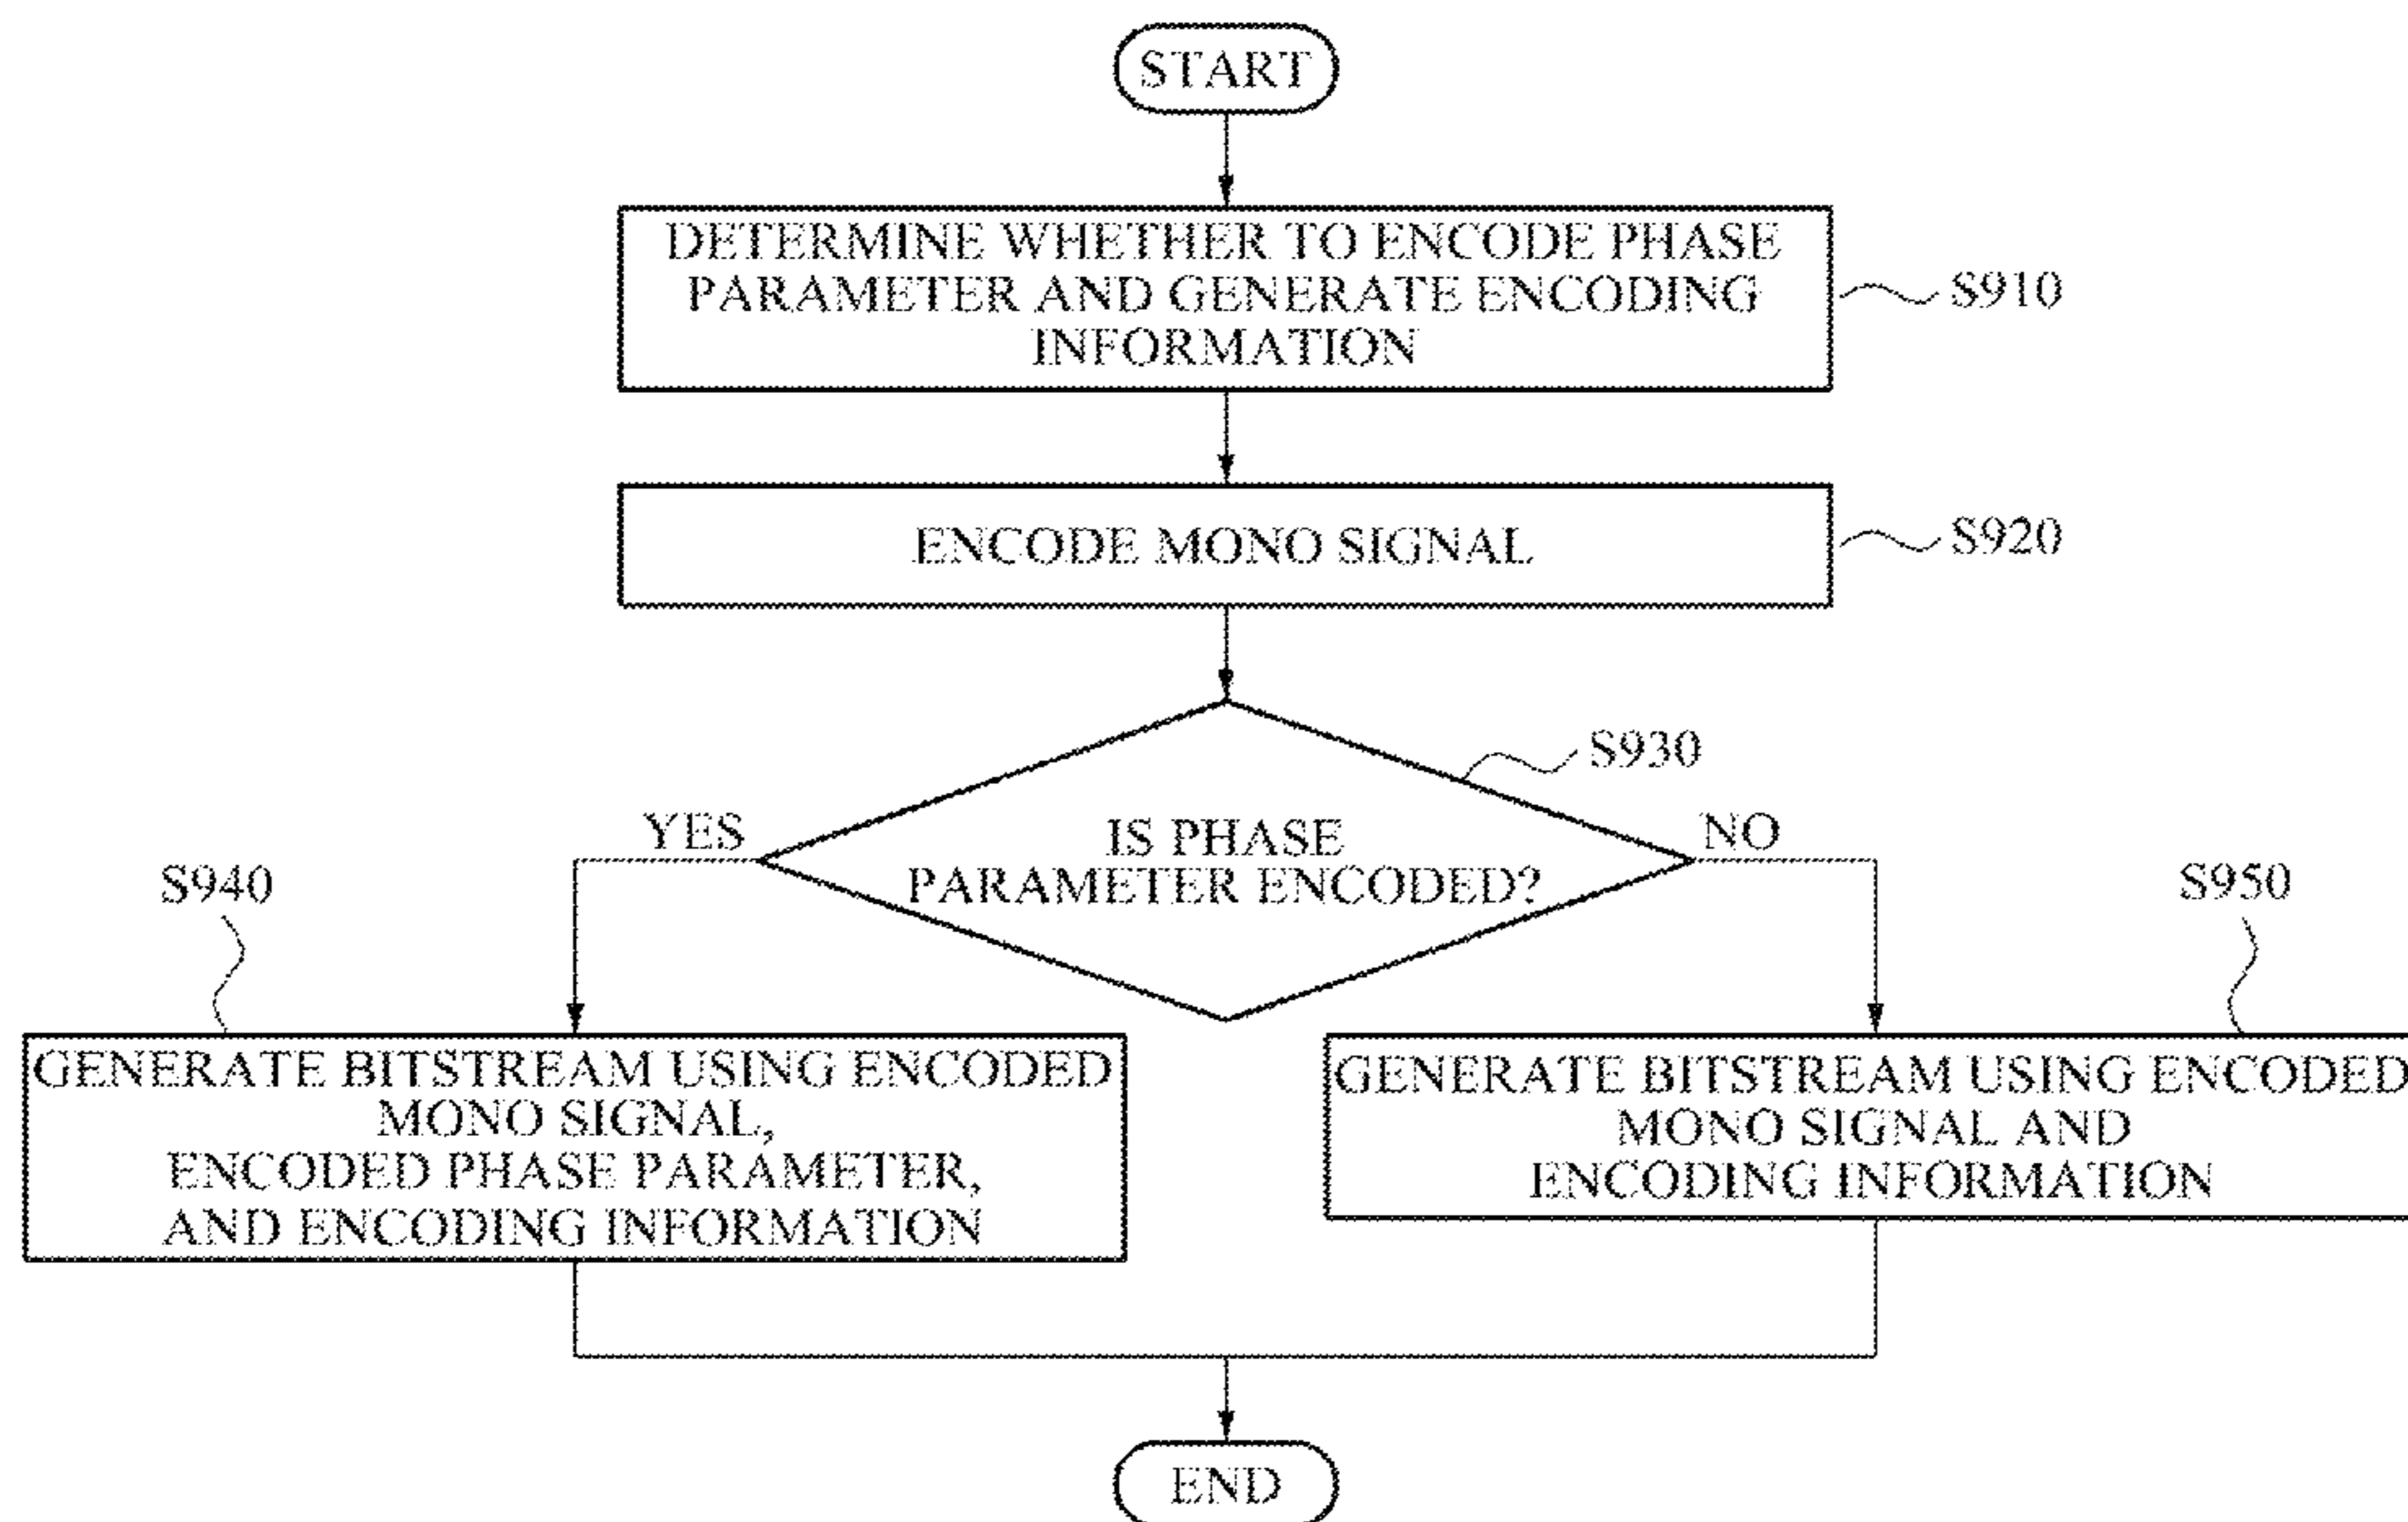 START
DETERMINE WHETHER TO ENCODE PHASE
PARAMETER AND GENERATE ENCODING
INFORMATION
S910
ENCODE MONO SIGNAL
S920
S930
IS PHASE
PARAMETER ENCODED?
YES
NO
S940
S950
GENERATE BITSTREAM USING ENCODED
MONO SIGNAL,
ENCODED PHASE PARAMETER,
AND ENCODING INFORMATION
GENERATE BITSTREAM USING ENCODED
MONO SIGNAL AND
ENCODING INFORMATION
END